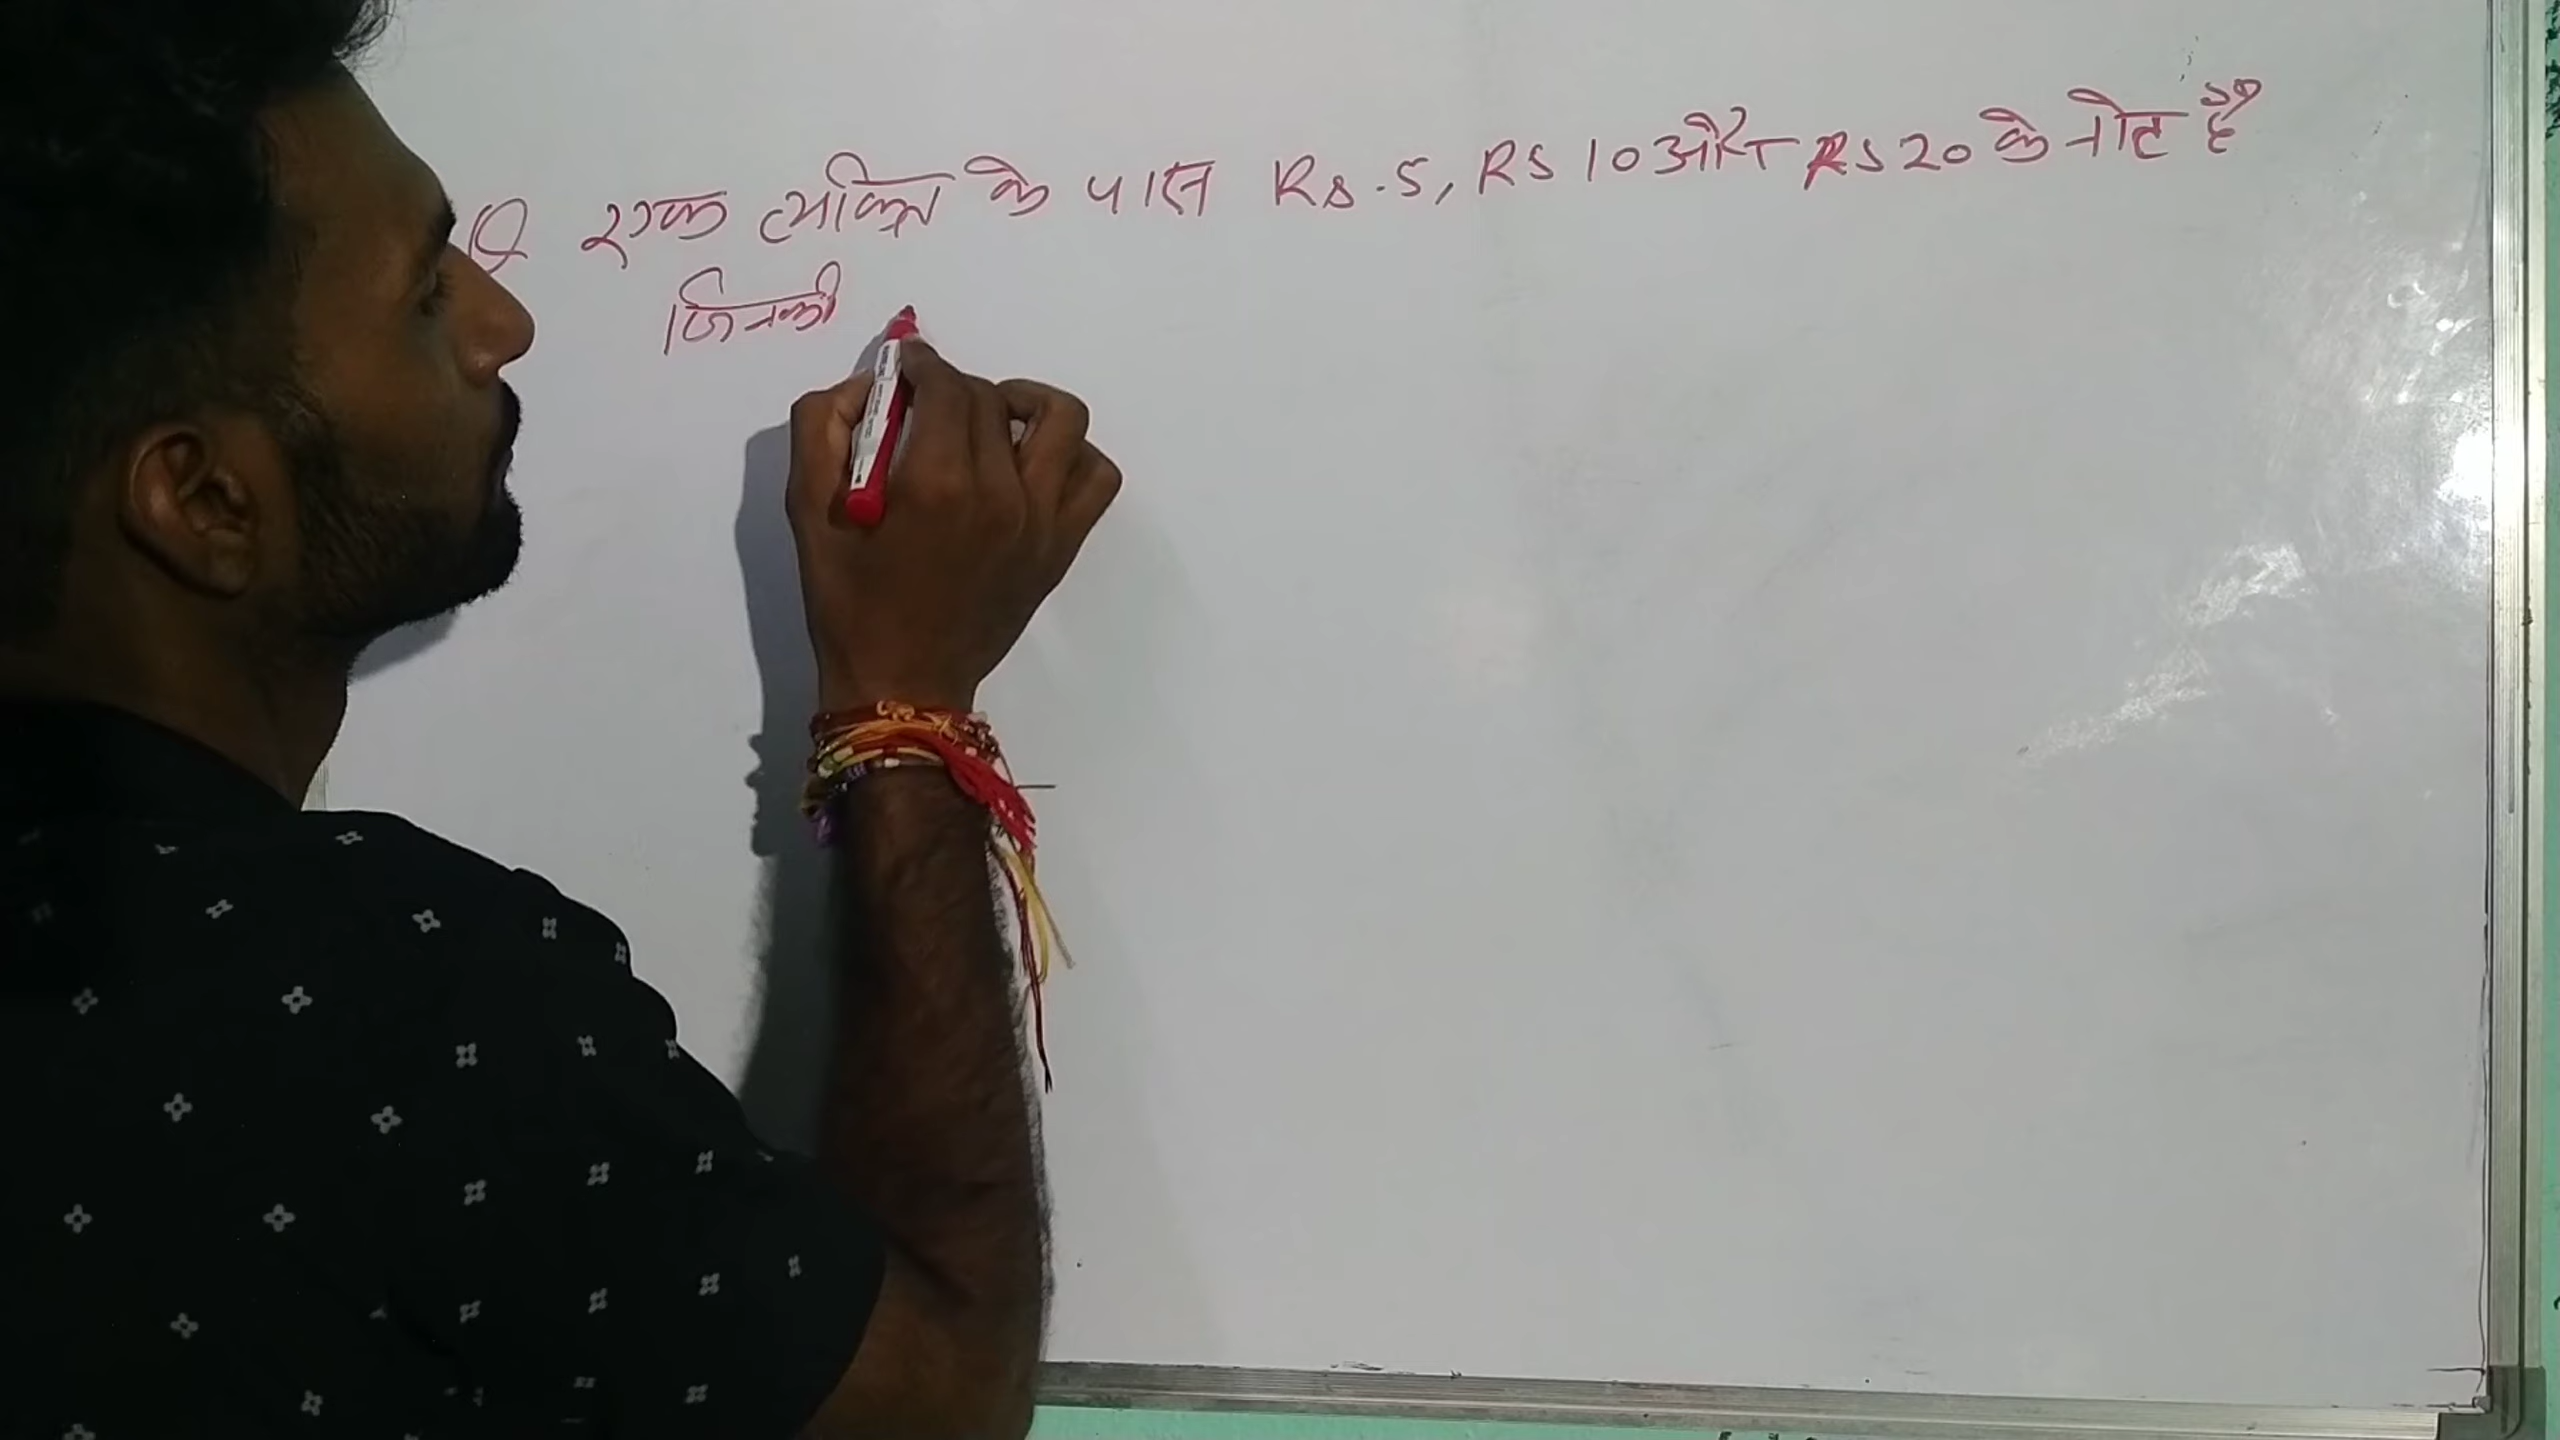 Q एक व्यक्ति के पास Rs.5, RS 10 और RS 20 के नोट है
जिनकी